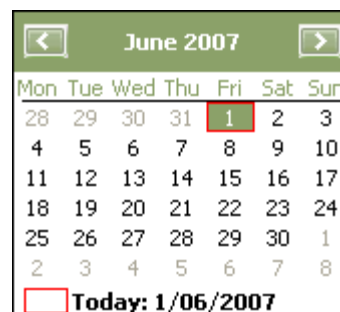 June 2007
Mon Tue Wed Thu Fri Sat Sun
28 29 30 31 1 2 3
4 5 6 7 8 9 10
11 12 13 14 15 16 17
18 19 20 21 22 23 24
25 26 27 28 29 30 1
2 3 4 5 6 7 8
Today: 1/06/2007